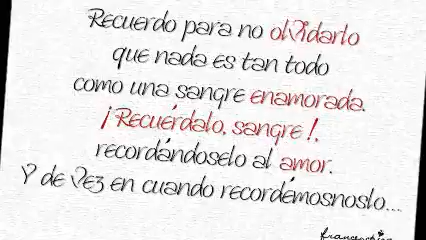 Recuerdo para no olvidarlo
que nada es tan todo
como una sangre enamorada.
¡Recuérdalo, sangre!,
recordándoselo al amor.
Y de vez en cuando recordémosnoslo...